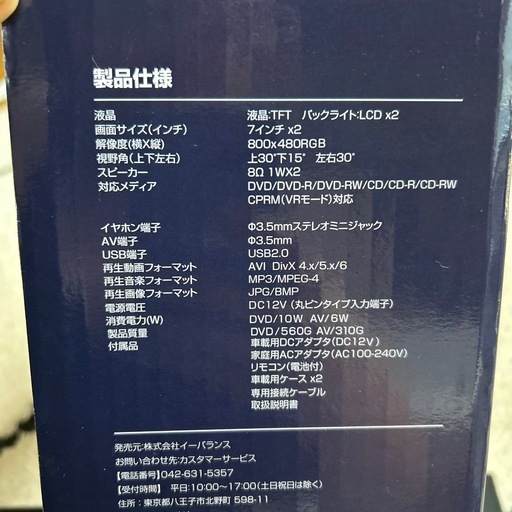 製品仕様
液晶 液晶:TFT バックライト:LCD x2
画面サイズ(インチ) 7インチ x2
解像度(横X縦) 800x480RGB
視野角(上下左右) 上30°下15° 左右30°
スピーカー 8Ω 1WX2
対応メディア DVD/DVD-R/DVD-RW/CD/CD-R/CD-RW
CPRM(VRモード)対応
イヤホン端子 Φ3.5mmステレオミニジャック
AV端子 Φ3.5mm
USB端子 USB2.0
再生動画フォーマット AVI DivX 4.x/5.x/6
再生音楽フォーマット MP3/MPEG-4
再生画像フォーマット JPG/BMP
電源電圧 DC12V (丸ピンタイプ入力端子)
消費電力(W) DVD/10W AV/6W
製品質量 DVD/560G AV/310G
付属品 車載用DCアダプタ(DC12V)
家庭用ACアダプタ(AC100-240V)
リモコン(電池付)
車載用ケース x2
専用接続ケーブル
取扱説明書
発売元:株式会社イーバランス
お問い合わせ先:カスタマーサービス
【電話番号】042-631-5357
【受付時間】平日:10:00~17:00(土日祝日は除く)
住所:東京都八王子市北野町598-11